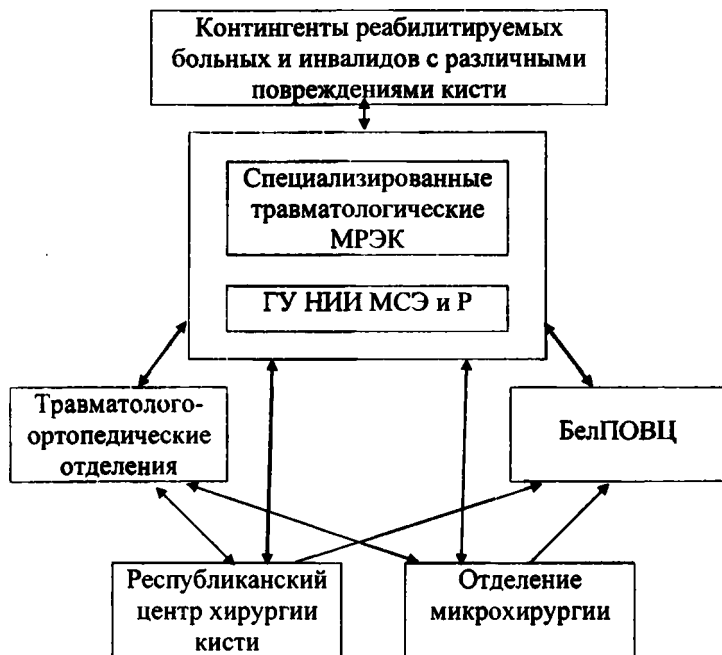 Контингенты реабилитируемых
больных и инвалидов с различными
повреждениями кисти
Специализированные
травматологические
МРЭК
ГУ НИИ МСЭ и Р
Травматолого-
ортопедические
отделения
БелПОВЦ
Республиканский
центр хирургии
кисти
Отделение
микрохирургии